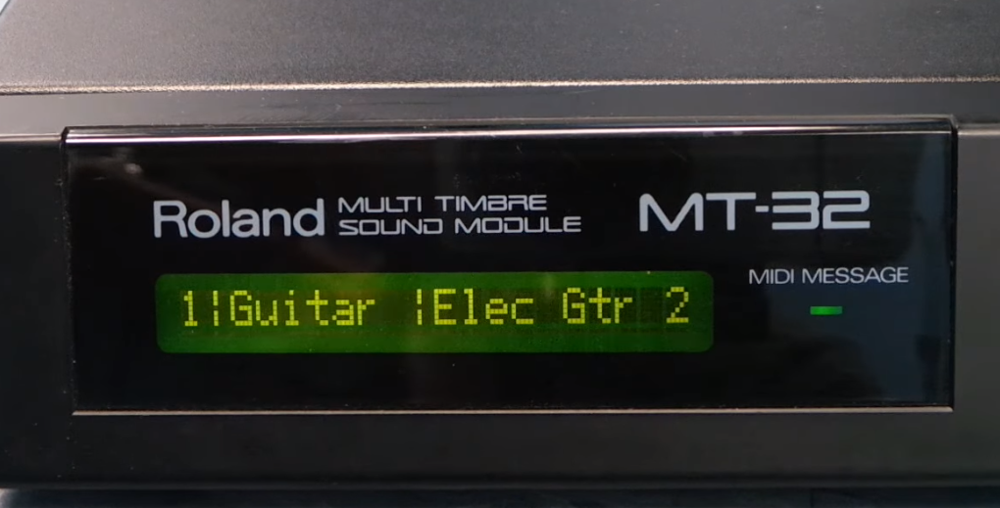 Roland MULTI TIMBRE
SOUND MODULE
MT-32
MIDI MESSAGE
1|Guitar |Elec Gtr 2